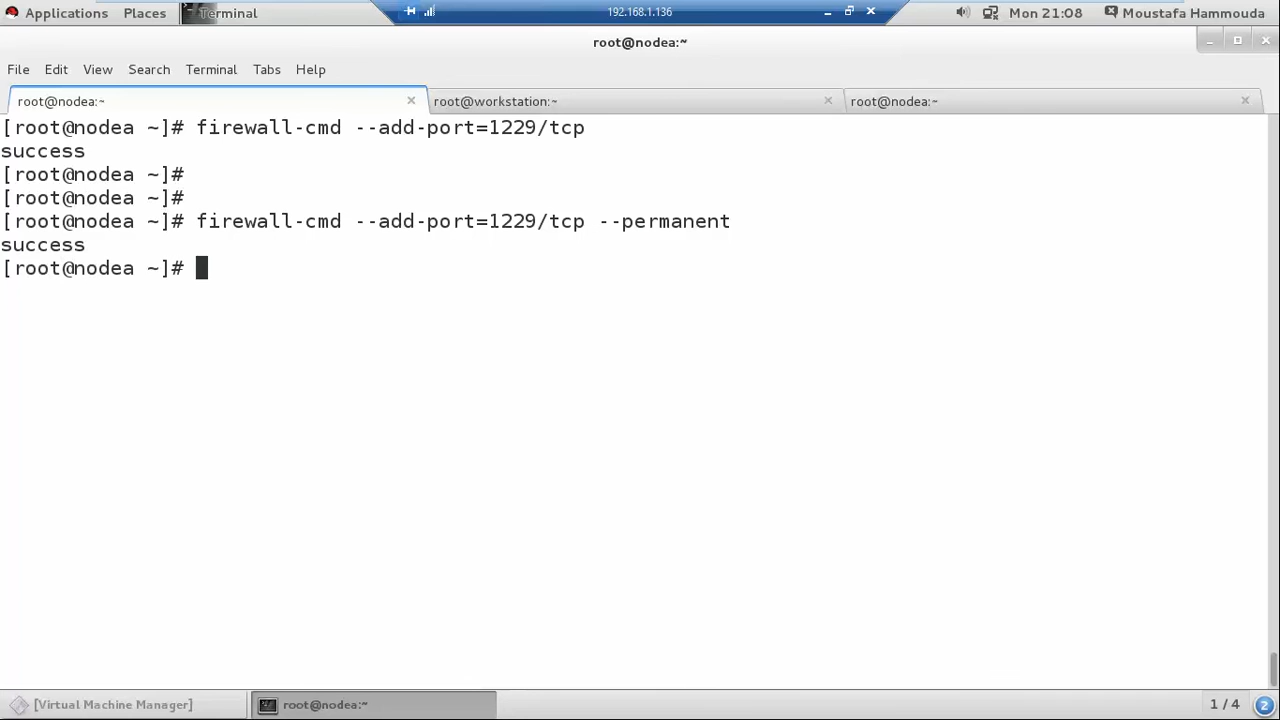 Applications Places Terminal 192.168.1.136 Mon 21:08 Moustafa Hammouda
root@nodea:~
File Edit View Search Terminal Tabs Help
root@nodea:~ root@workstation:~ root@nodea:~
[root@nodea ~]# firewall-cmd --add-port=1229/tcp
success
[root@nodea ~]#
[root@nodea ~]#
[root@nodea ~]# firewall-cmd --add-port=1229/tcp --permanent
success
[root@nodea ~]#
[Virtual Machine Manager] root@nodea:~ 1 / 4 2